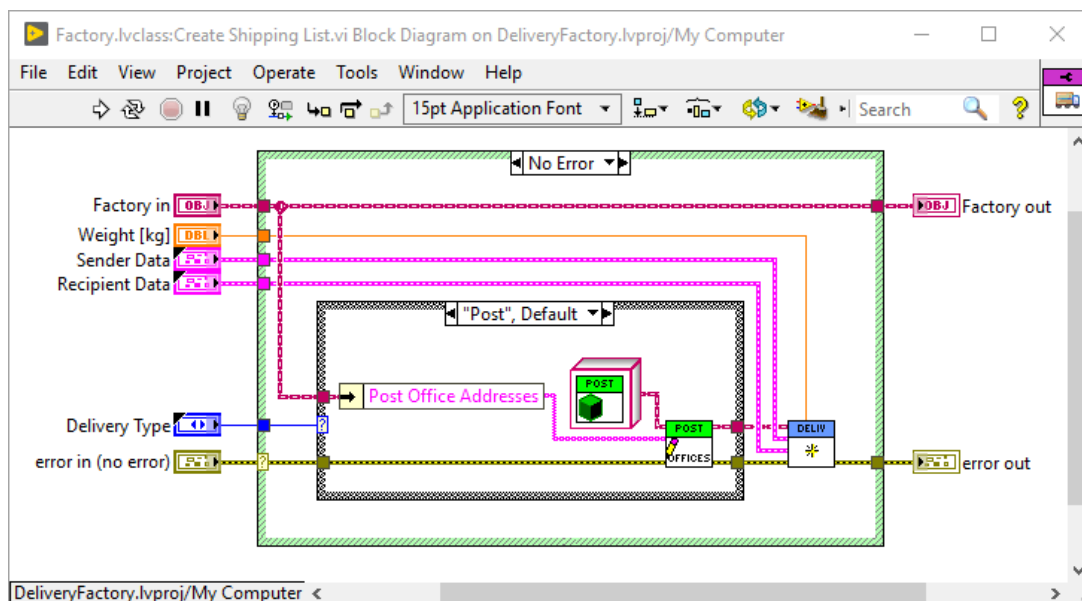 Factory.lvclass:Create Shipping List.vi Block Diagram on DeliveryFactory.lvproj/My Computer
File Edit View Project Operate Tools Window Help
15pt Application Font
Search
No Error
Factory in
OBJ
OBJ
Factory out
Weight [kg]
DBL
Sender Data
Recipient Data
"Post", Default
POST
Post Office Addresses
Delivery Type
?
POST
OFFICES
DELIV
error in (no error)
?
error out
DeliveryFactory.lvproj/My Computer